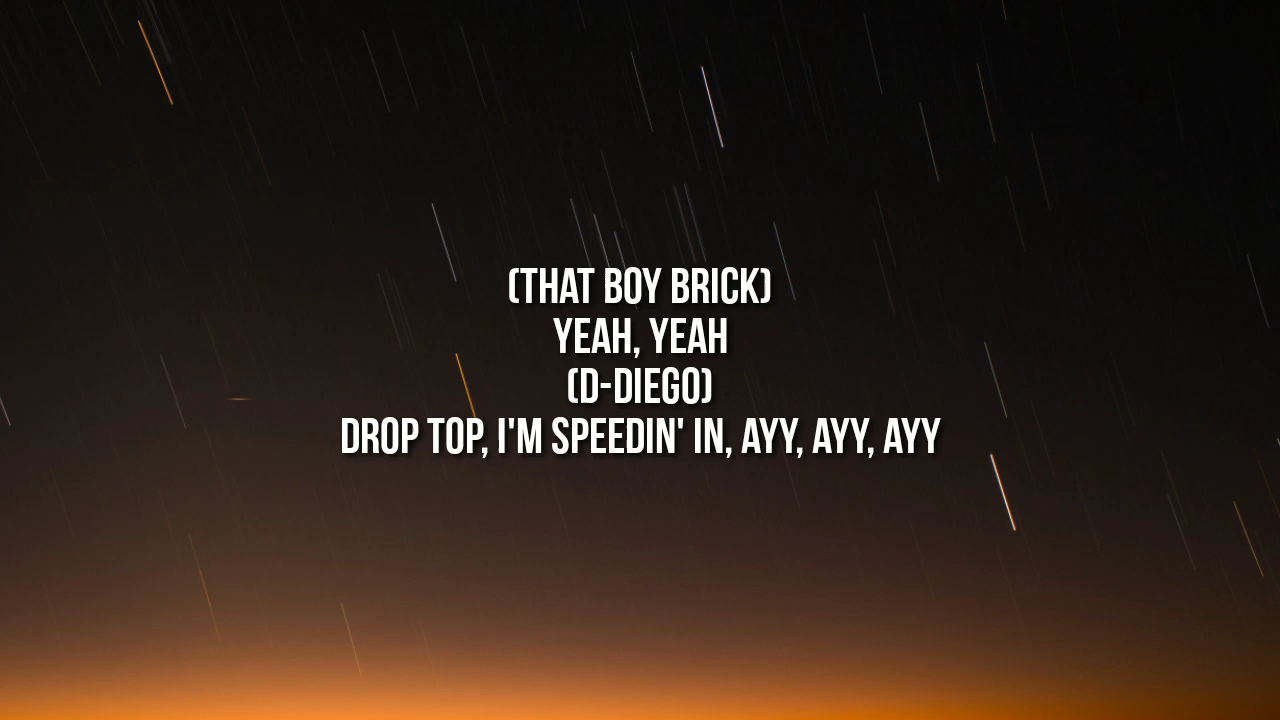 (THAT BOY BRICK)
YEAH, YEAH
(D-DIEGO)
DROP TOP, I'M SPEEDIN' IN, AYY, AYY, AYY